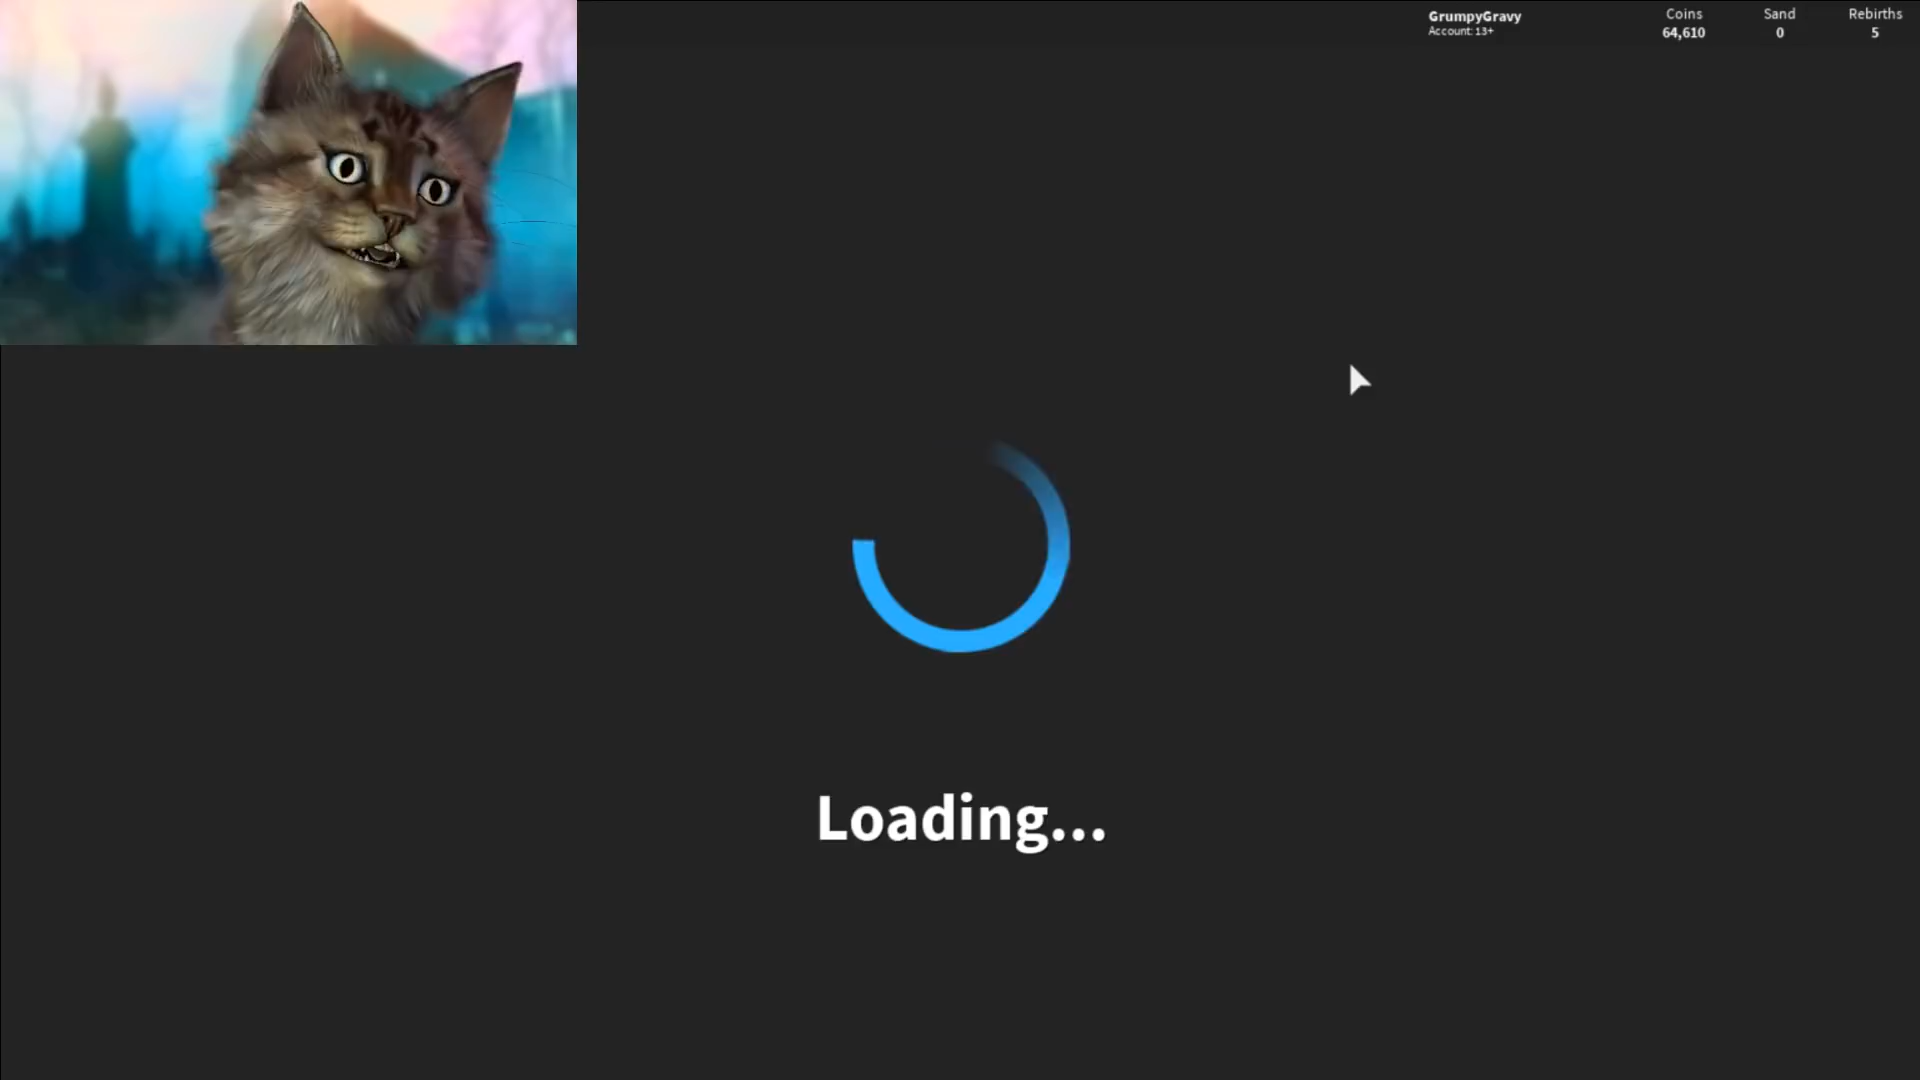 GrumpyGravy
Account: 13+
Coins
64,610
Sand
0
Rebirths
5
Loading...